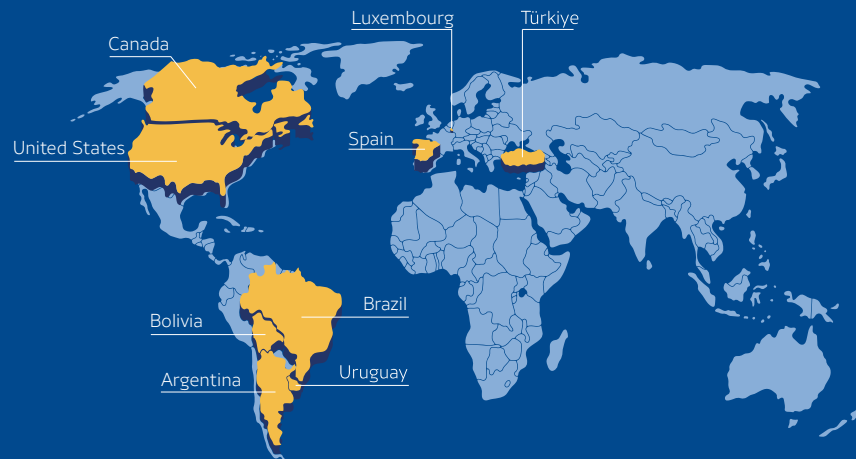 Luxembourg
Türkiye
Canada
Spain
United States
Brazil
Bolivia
Uruguay
Argentina